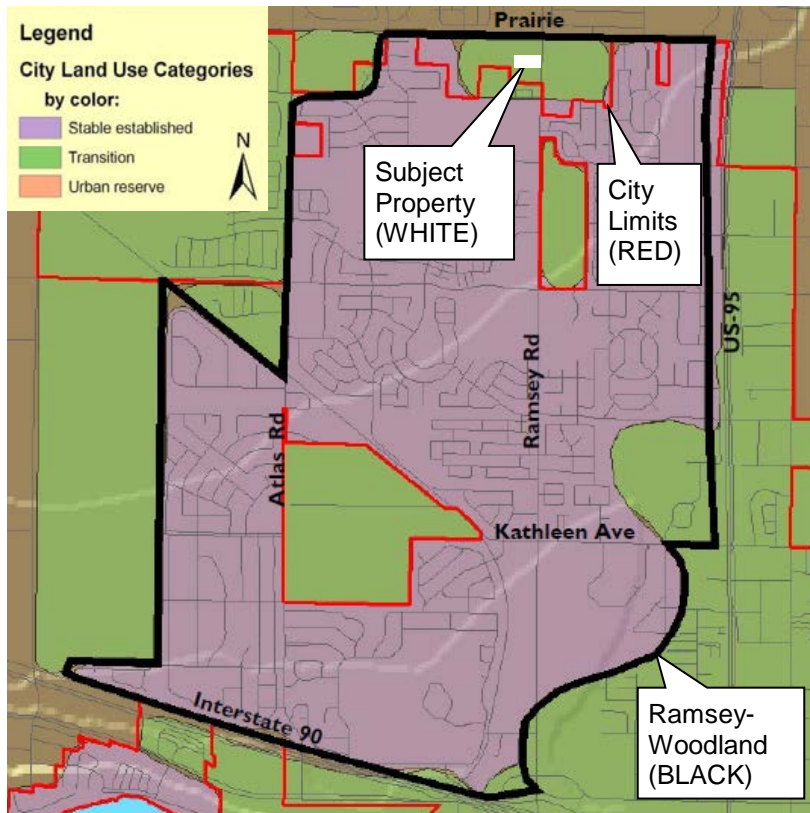 Legend
City Land Use Categories
by color:
Stable established
Transition
Urban reserve
N
Prairie
Subject
Property
(WHITE)
City
Limits
(RED)
US-95
Ramsey Rd
Atlas Rd
Kathleen Ave
Interstate 90
Ramsey-
Woodland
(BLACK)